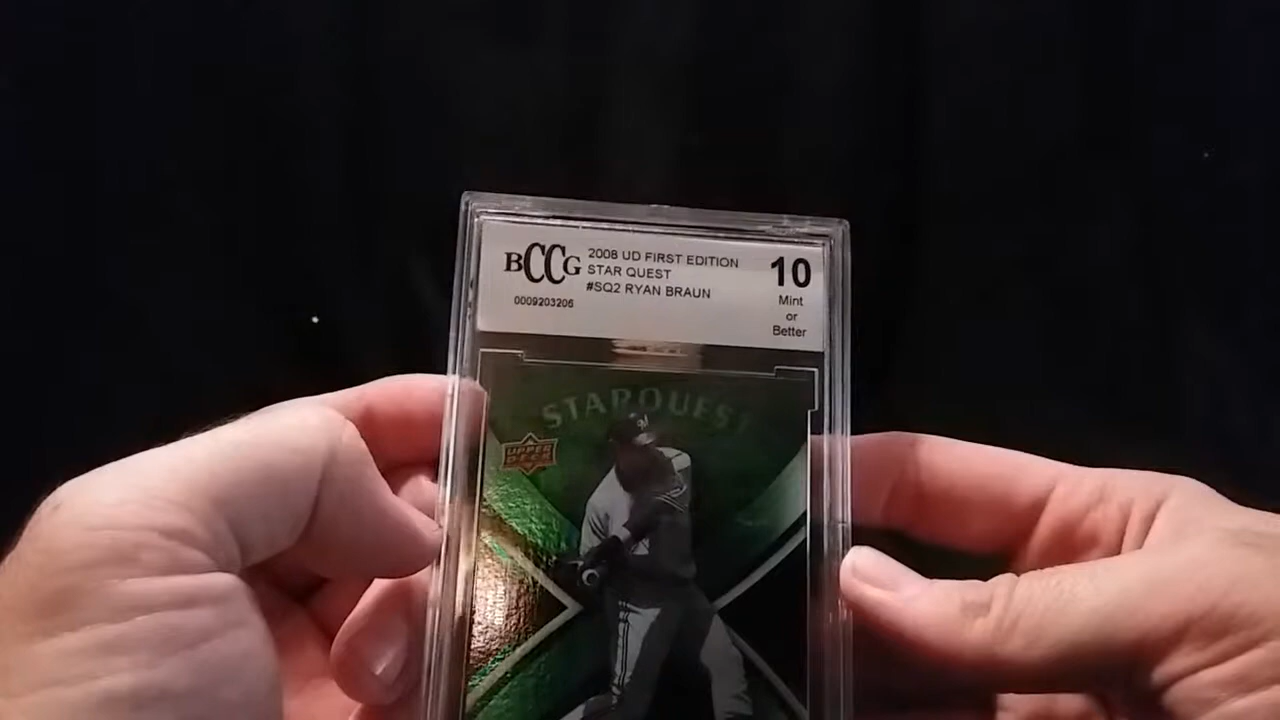 BCCG
2008 UD FIRST EDITION
STAR QUEST
#SQ2 RYAN BRAUN
0009203206
10
Mint
or
Better
STARQUEST
UPPER
DECK